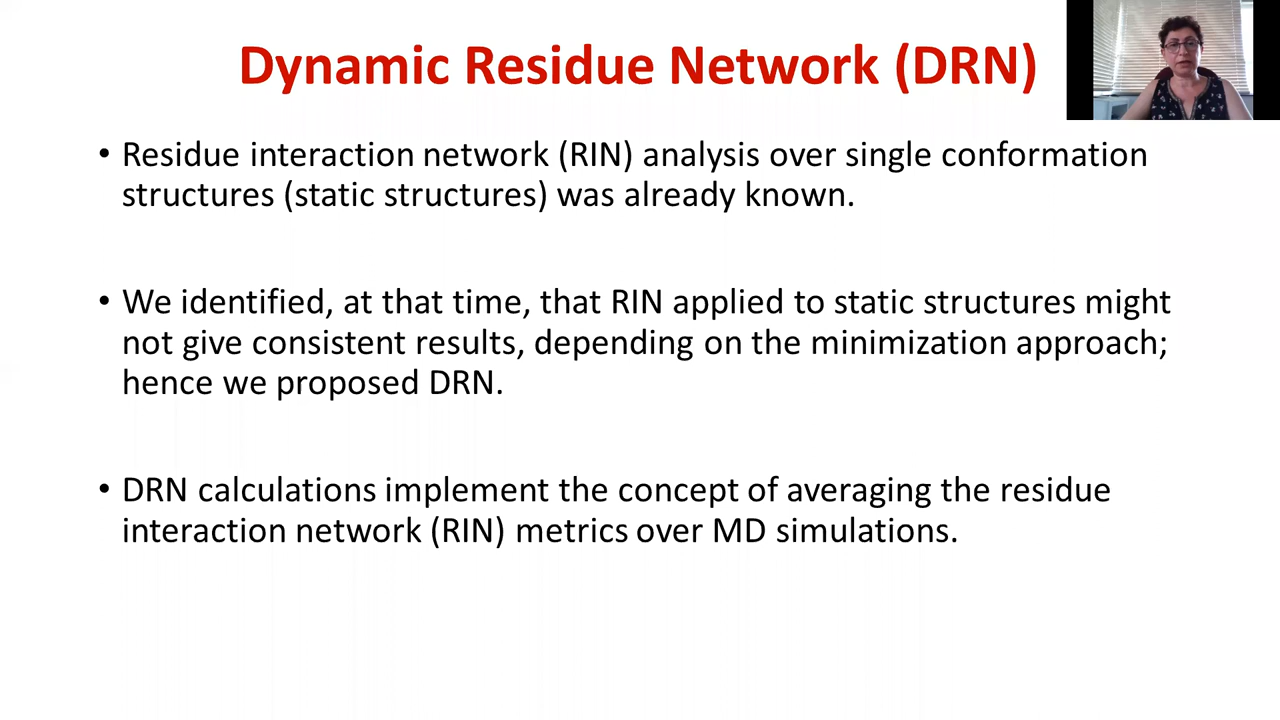 Dynamic Residue Network (DRN)
• Residue interaction network (RIN) analysis over single conformation
structures (static structures) was already known.
• We identified, at that time, that RIN applied to static structures might
not give consistent results, depending on the minimization approach;
hence we proposed DRN.
• DRN calculations implement the concept of averaging the residue
interaction network (RIN) metrics over MD simulations.